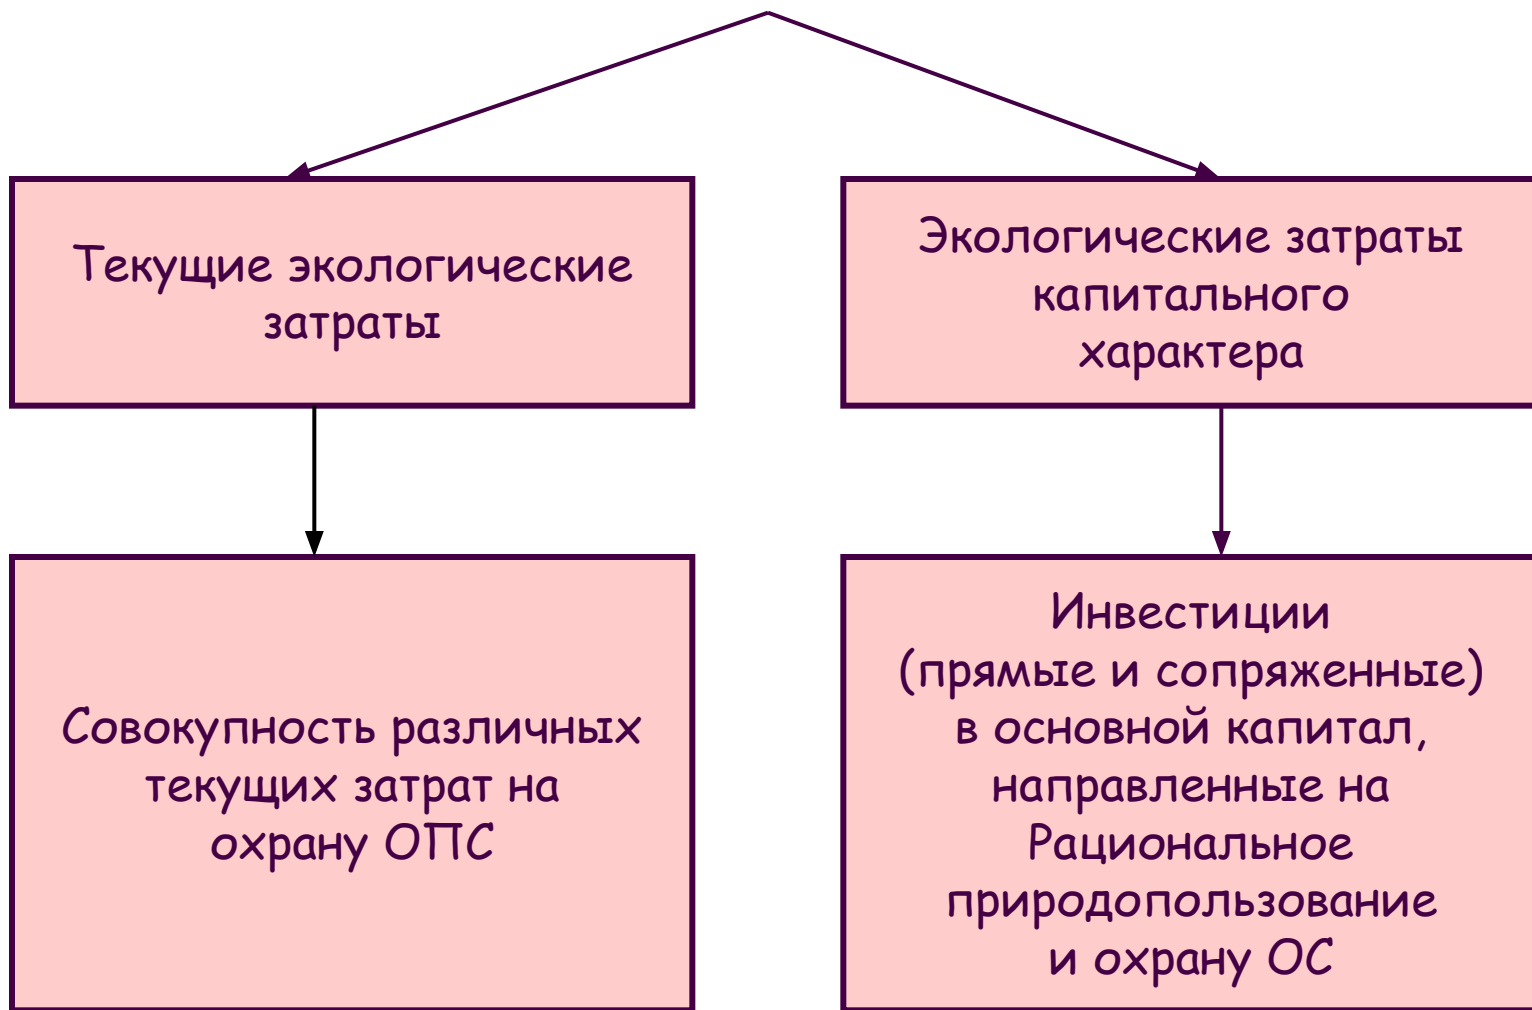 Текущие экологические
затраты
Экологические затраты
капитального
характера
Совокупность различных
текущих затрат на
охрану ОПС
Инвестиции
(прямые и сопряженные)
в основной капитал,
направленные на
Рациональное
природопользование
и охрану ОС